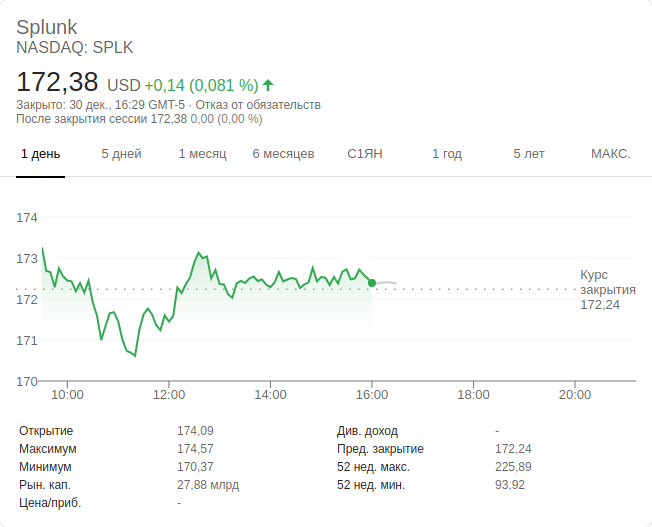 Splunk
NASDAQ: SPLK
172,38 USD +0,14 (0,081 %)
Закрыто: 30 дек., 16:29 GMT-5 · Отказ от обязательств
После закрытия сессии 172,38 0,00 (0,00 %)
1 день 5 дней 1 месяц 6 месяцев С1ЯН 1 год 5 лет МАКС.
174
173
172
171
170
Курс
закрытия
172,24
10:00 12:00 14:00 16:00 18:00 20:00
Открытие 174,09 Див. доход -
Максимум 174,57 Пред. закрытие 172,24
Минимум 170,37 52 нед. макс. 225,89
Рын. кап. 27,88 млрд 52 нед. мин. 93,92
Цена/приб. -